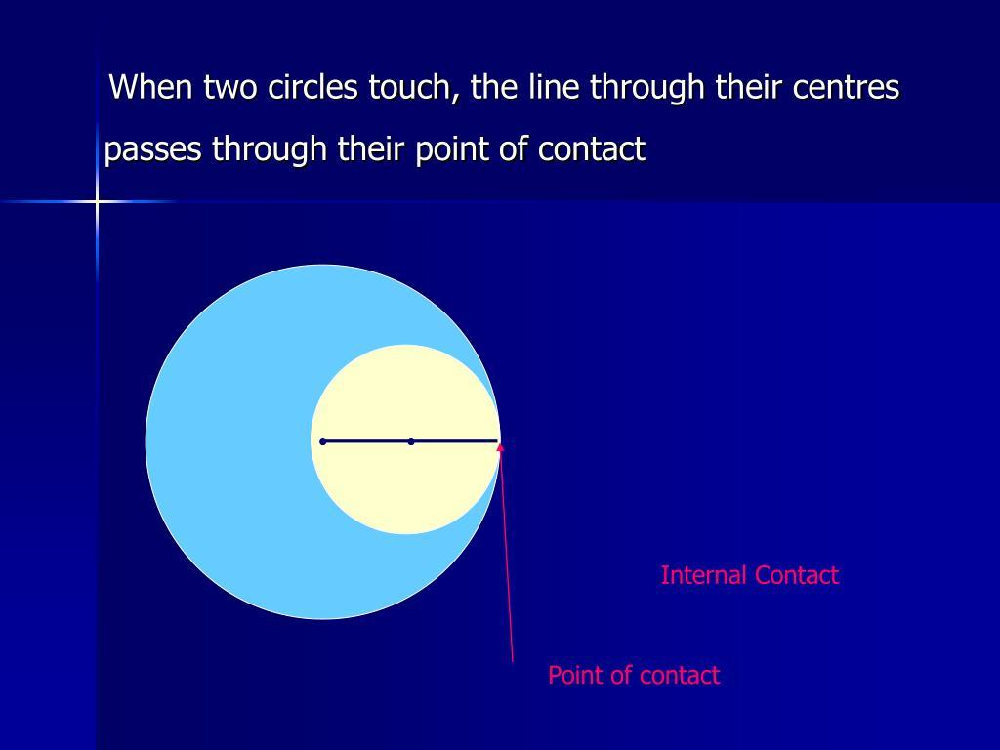 When two circles touch, the line through their centres
passes through their point of contact
Internal Contact
Point of contact